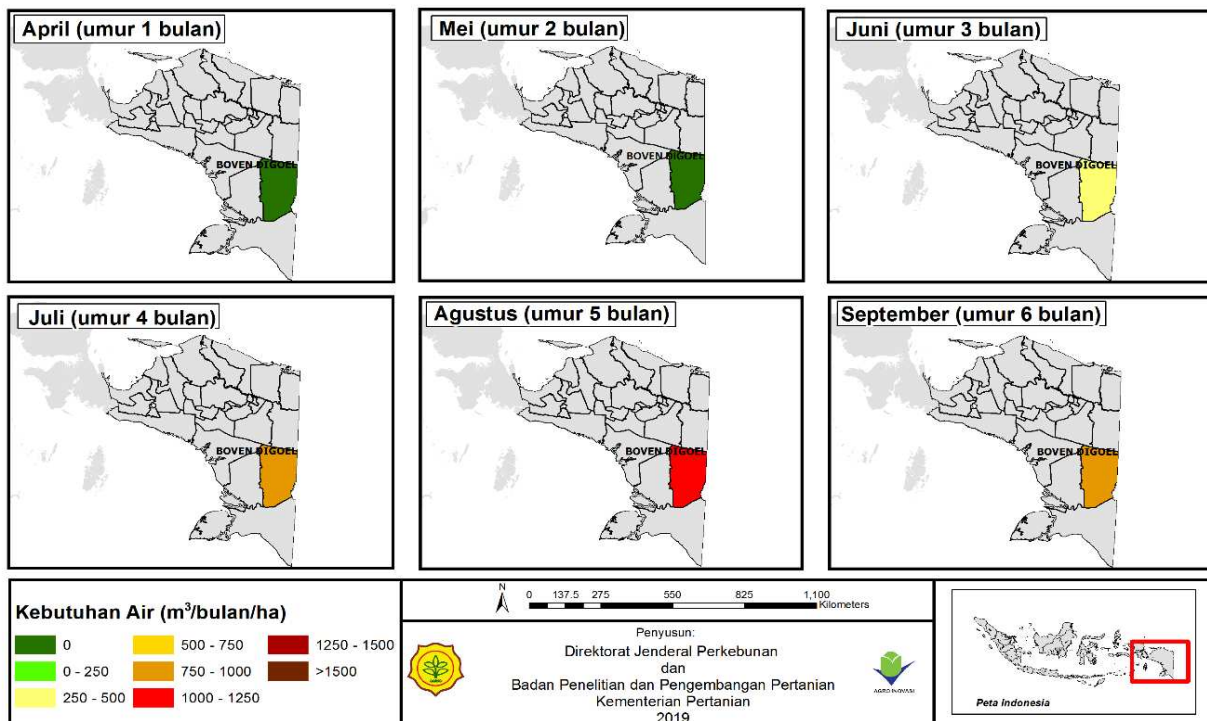 April (umur 1 bulan)
BOVEN DIGOEL
Mei (umur 2 bulan)
BOVEN DIGOEL
Juni (umur 3 bulan)
BOVEN DIGOEL
Juli (umur 4 bulan)
BOVEN DIGOEL
Agustus (umur 5 bulan)
BOVEN DIGOEL
September (umur 6 bulan)
BOVEN DIGOEL
Kebutuhan Air (m³/bulan/ha)
0
0 - 250
250 - 500
500 - 750
750 - 1000
1000 - 1250
1250 - 1500
>1500
N
0 137.5 275 550 825 1,100
Kilometers
Penyusun:
Direktorat Jenderal Perkebunan
dan
Badan Penelitian dan Pengembangan Pertanian
Kementerian Pertanian
2019
AGRO INOVASI
Peta Indonesia